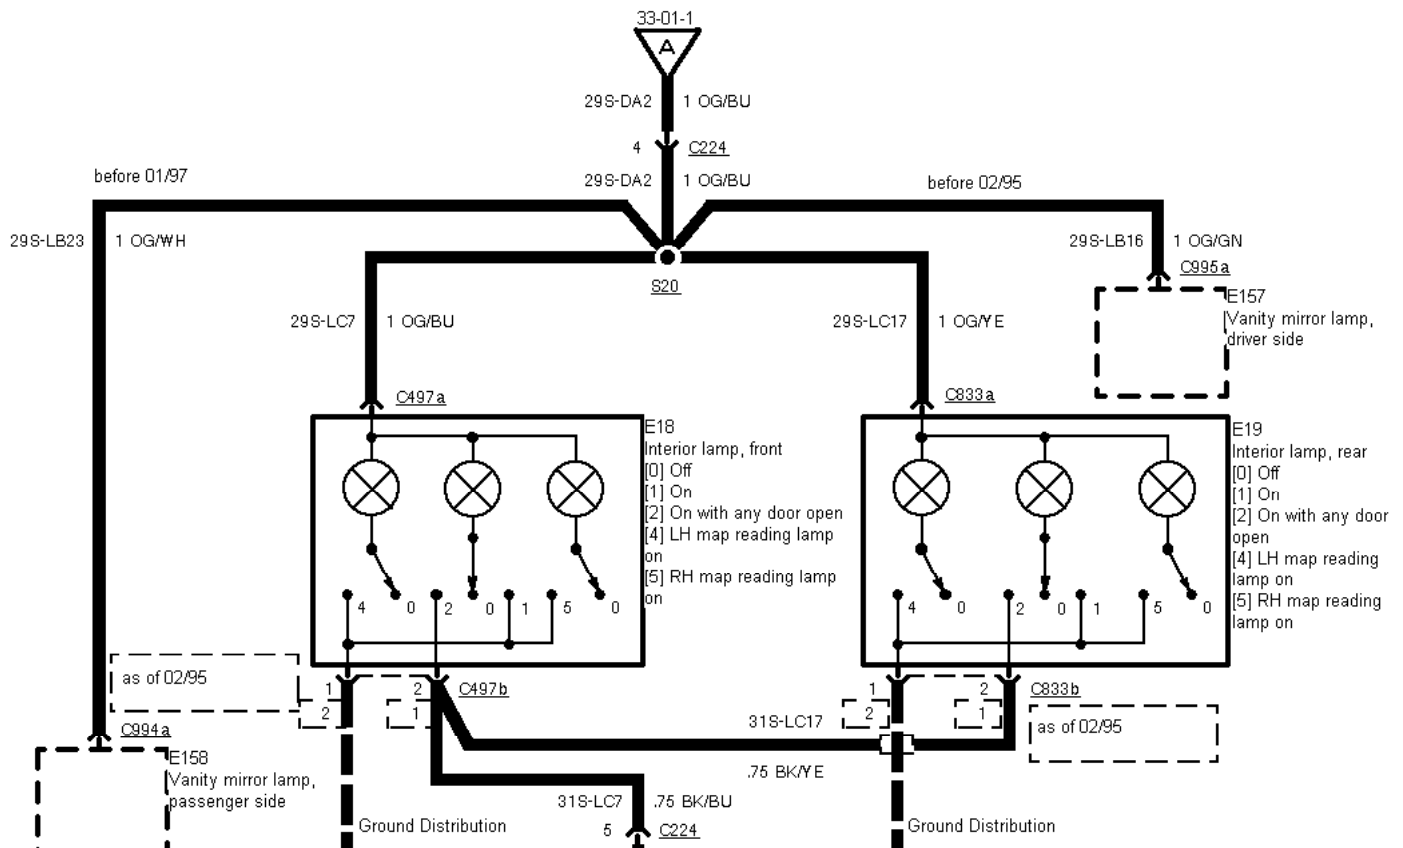 33-01-1
A
29S-DA2 1 OG/BU
4 C224
before 01/97
29S-DA2 1 OG/BU
before 02/95
29S-LB23 1 OG/WH
29S-LB16 1 OG/GN
C995a
S20
E157
Vanity mirror lamp,
driver side
29S-LC7 1 OG/BU
29S-LC17 1 OG/YE
C497a
C833a
E18
Interior lamp, front
[0] Off
[1] On
[2] On with any door open
[4] LH map reading lamp
on
[5] RH map reading lamp
on
E19
Interior lamp, rear
[0] Off
[1] On
[2] On with any door
open
[4] LH map reading
lamp on
[5] RH map reading
lamp on
4 0 2 0 1 5 0
4 0 2 0 1 5 0
as of 02/95
1 2 C497b
2 1
1 2 C833b
2 1
31S-LC17
as of 02/95
C994a
E158
Vanity mirror lamp,
passenger side
.75 BK/YE
31S-LC7 .75 BK/BU
Ground Distribution
5 C224
Ground Distribution